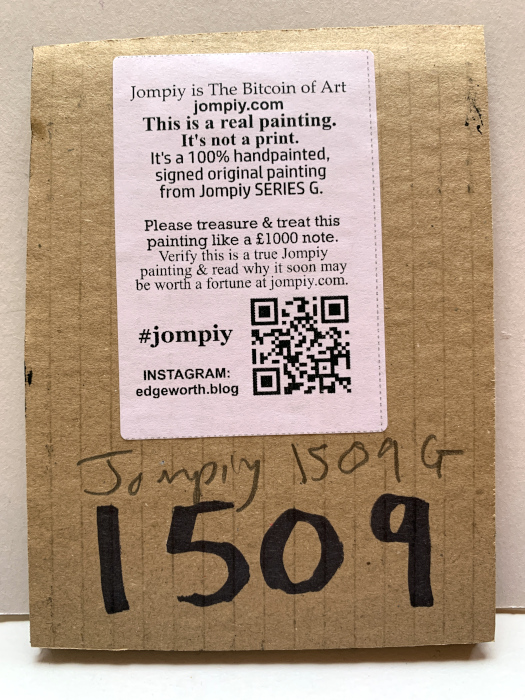 Jompiy is The Bitcoin of Art
jompiy.com
This is a real painting.
It's not a print.
It's a 100% handpainted,
signed original painting
from Jompiy SERIES G.
Please treasure & treat this
painting like a £1000 note.
Verify this is a true Jompiy
painting & read why it soon may
be worth a fortune at jompiy.com.
#jompiy
INSTAGRAM:
edgeworth.blog
Jompiy 1509 G
1509